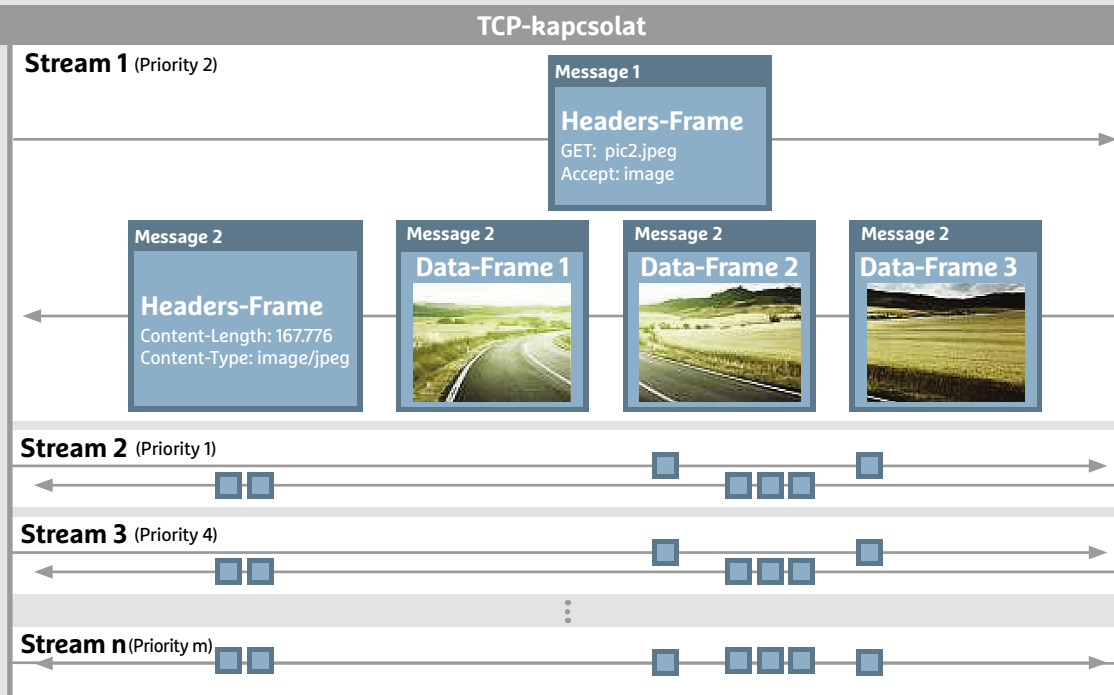 TCP-kapcsolat
Stream 1 (Priority 2)
Message 1
Headers-Frame
GET: pic2.jpeg
Accept: image
Message 2
Headers-Frame
Content-Length: 167.776
Content-Type: image/jpeg
Message 2
Data-Frame 1
Message 2
Data-Frame 2
Message 2
Data-Frame 3
Stream 2 (Priority 1)
Stream 3 (Priority 4)
Stream n (Priority m)